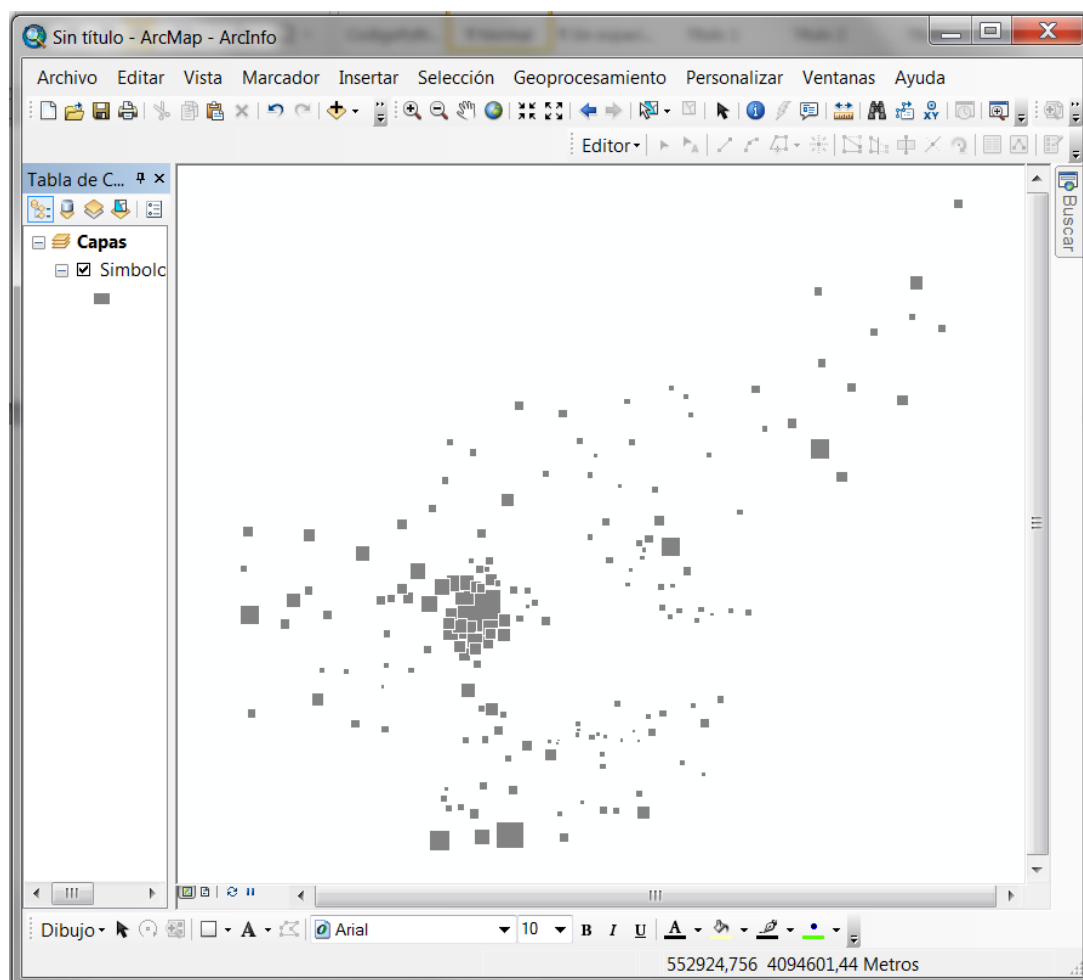 Sin título - ArcMap - ArcInfo
Archivo Editar Vista Marcador Insertar Selección Geoprocesamiento Personalizar Ventanas Ayuda
Editor
Tabla de C...
Buscar
Capas
Simbolc
Dibujo A Arial 10 B I U A
552924,756 4094601,44 Metros